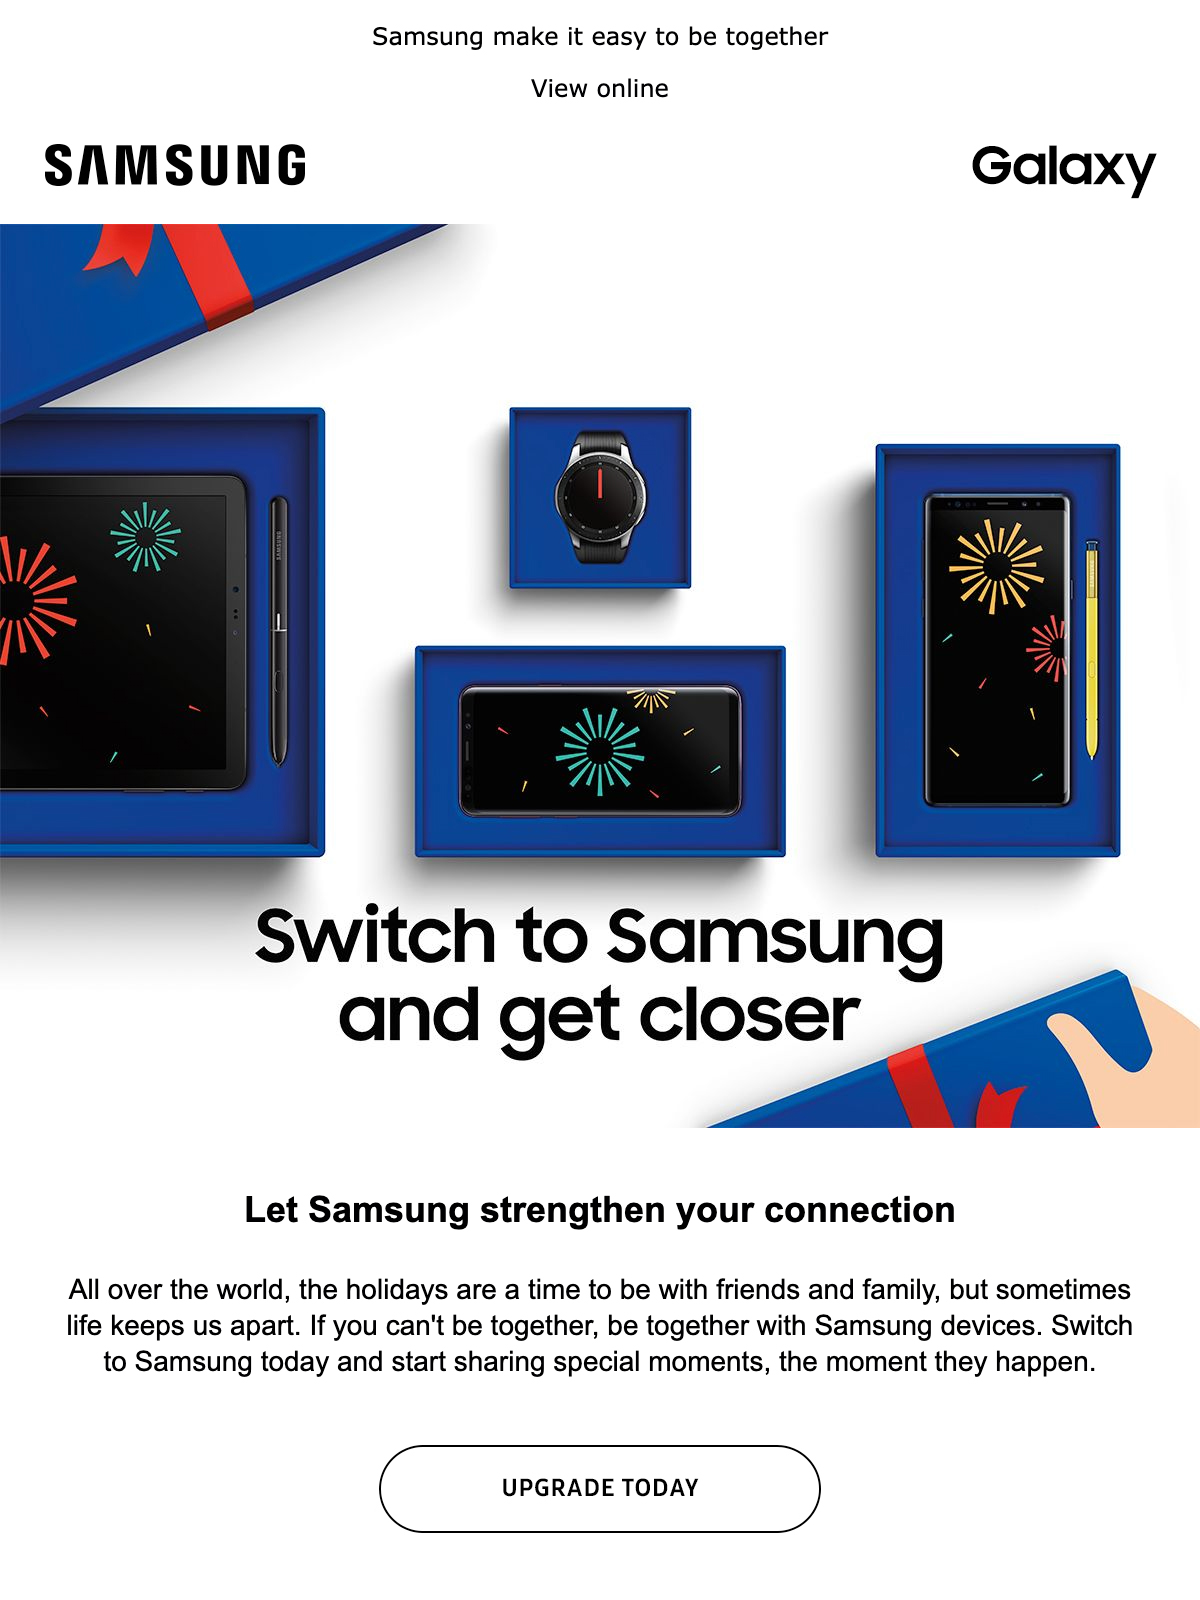 Samsung make it easy to be together
View online
SAMSUNG
Galaxy
SAMSUNG
SAMSUNG
Switch to Samsung
and get closer
Let Samsung strengthen your connection
All over the world, the holidays are a time to be with friends and family, but sometimes
life keeps us apart. If you can't be together, be together with Samsung devices. Switch
to Samsung today and start sharing special moments, the moment they happen.
UPGRADE TODAY